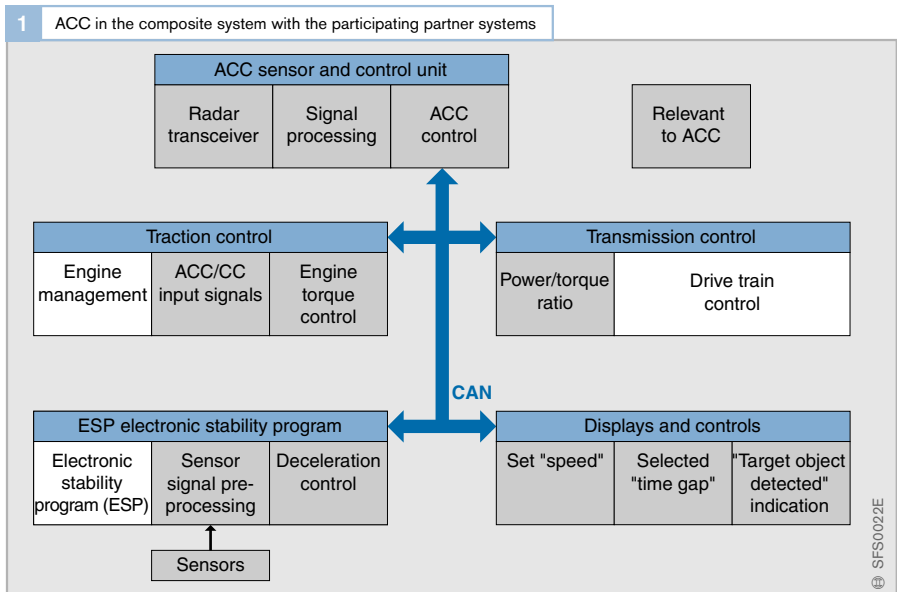 1
ACC in the composite system with the participating partner systems
ACC sensor and control unit
Radar
transceiver
Signal
processing
ACC
control
Relevant
to ACC
Traction control
Engine
management
ACC/CC
input signals
Engine
torque
control
Transmission control
Power/torque
ratio
Drive train
control
CAN
ESP electronic stability program
Electronic
stability
program (ESP)
Sensor
signal pre-
processing
Deceleration
control
Sensors
Displays and controls
Set "speed"
Selected
"time gap"
"Target object
detected"
indication
SFS0022E